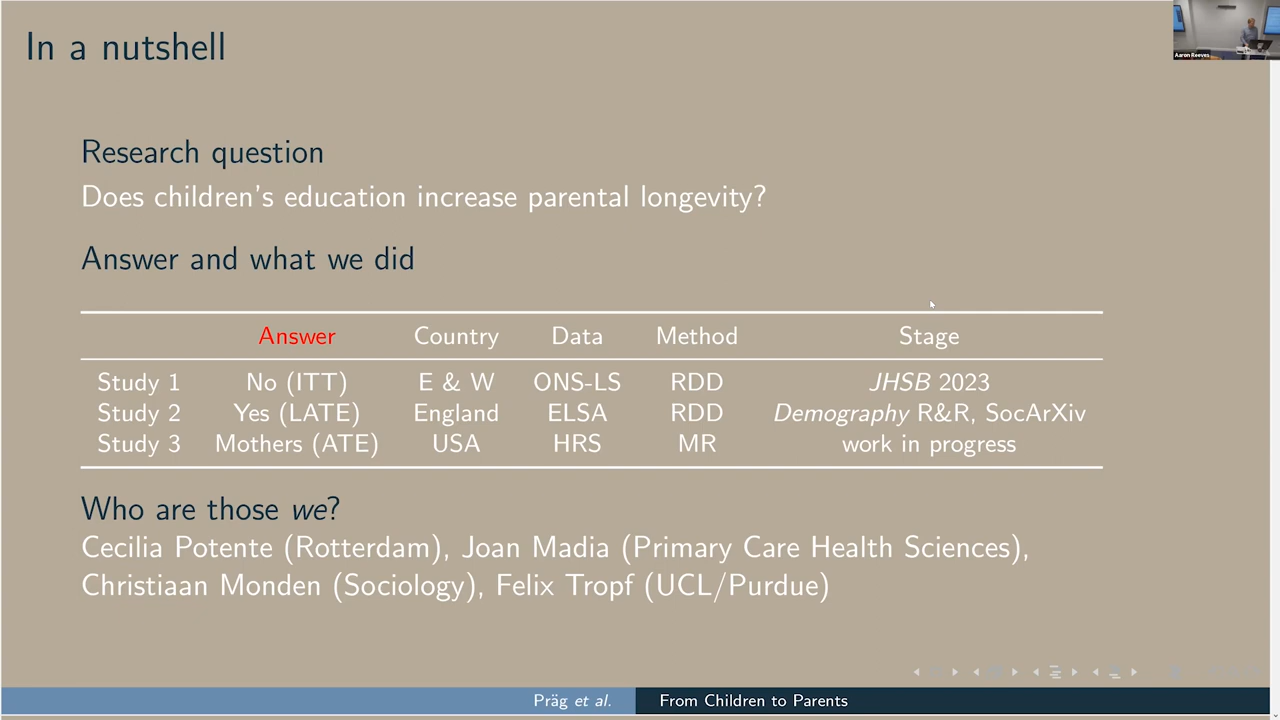 In a nutshell
Aaron Reeves
Research question
Does children's education increase parental longevity?
Answer and what we did
Answer Country Data Method Stage
Study 1 No (ITT) E & W ONS-LS RDD JHSB 2023
Study 2 Yes (LATE) England ELSA RDD Demography R&R, SocArXiv
Study 3 Mothers (ATE) USA HRS MR work in progress
Who are those we?
Cecilia Potente (Rotterdam), Joan Madia (Primary Care Health Sciences),
Christiaan Monden (Sociology), Felix Tropf (UCL/Purdue)
Präg et al. From Children to Parents